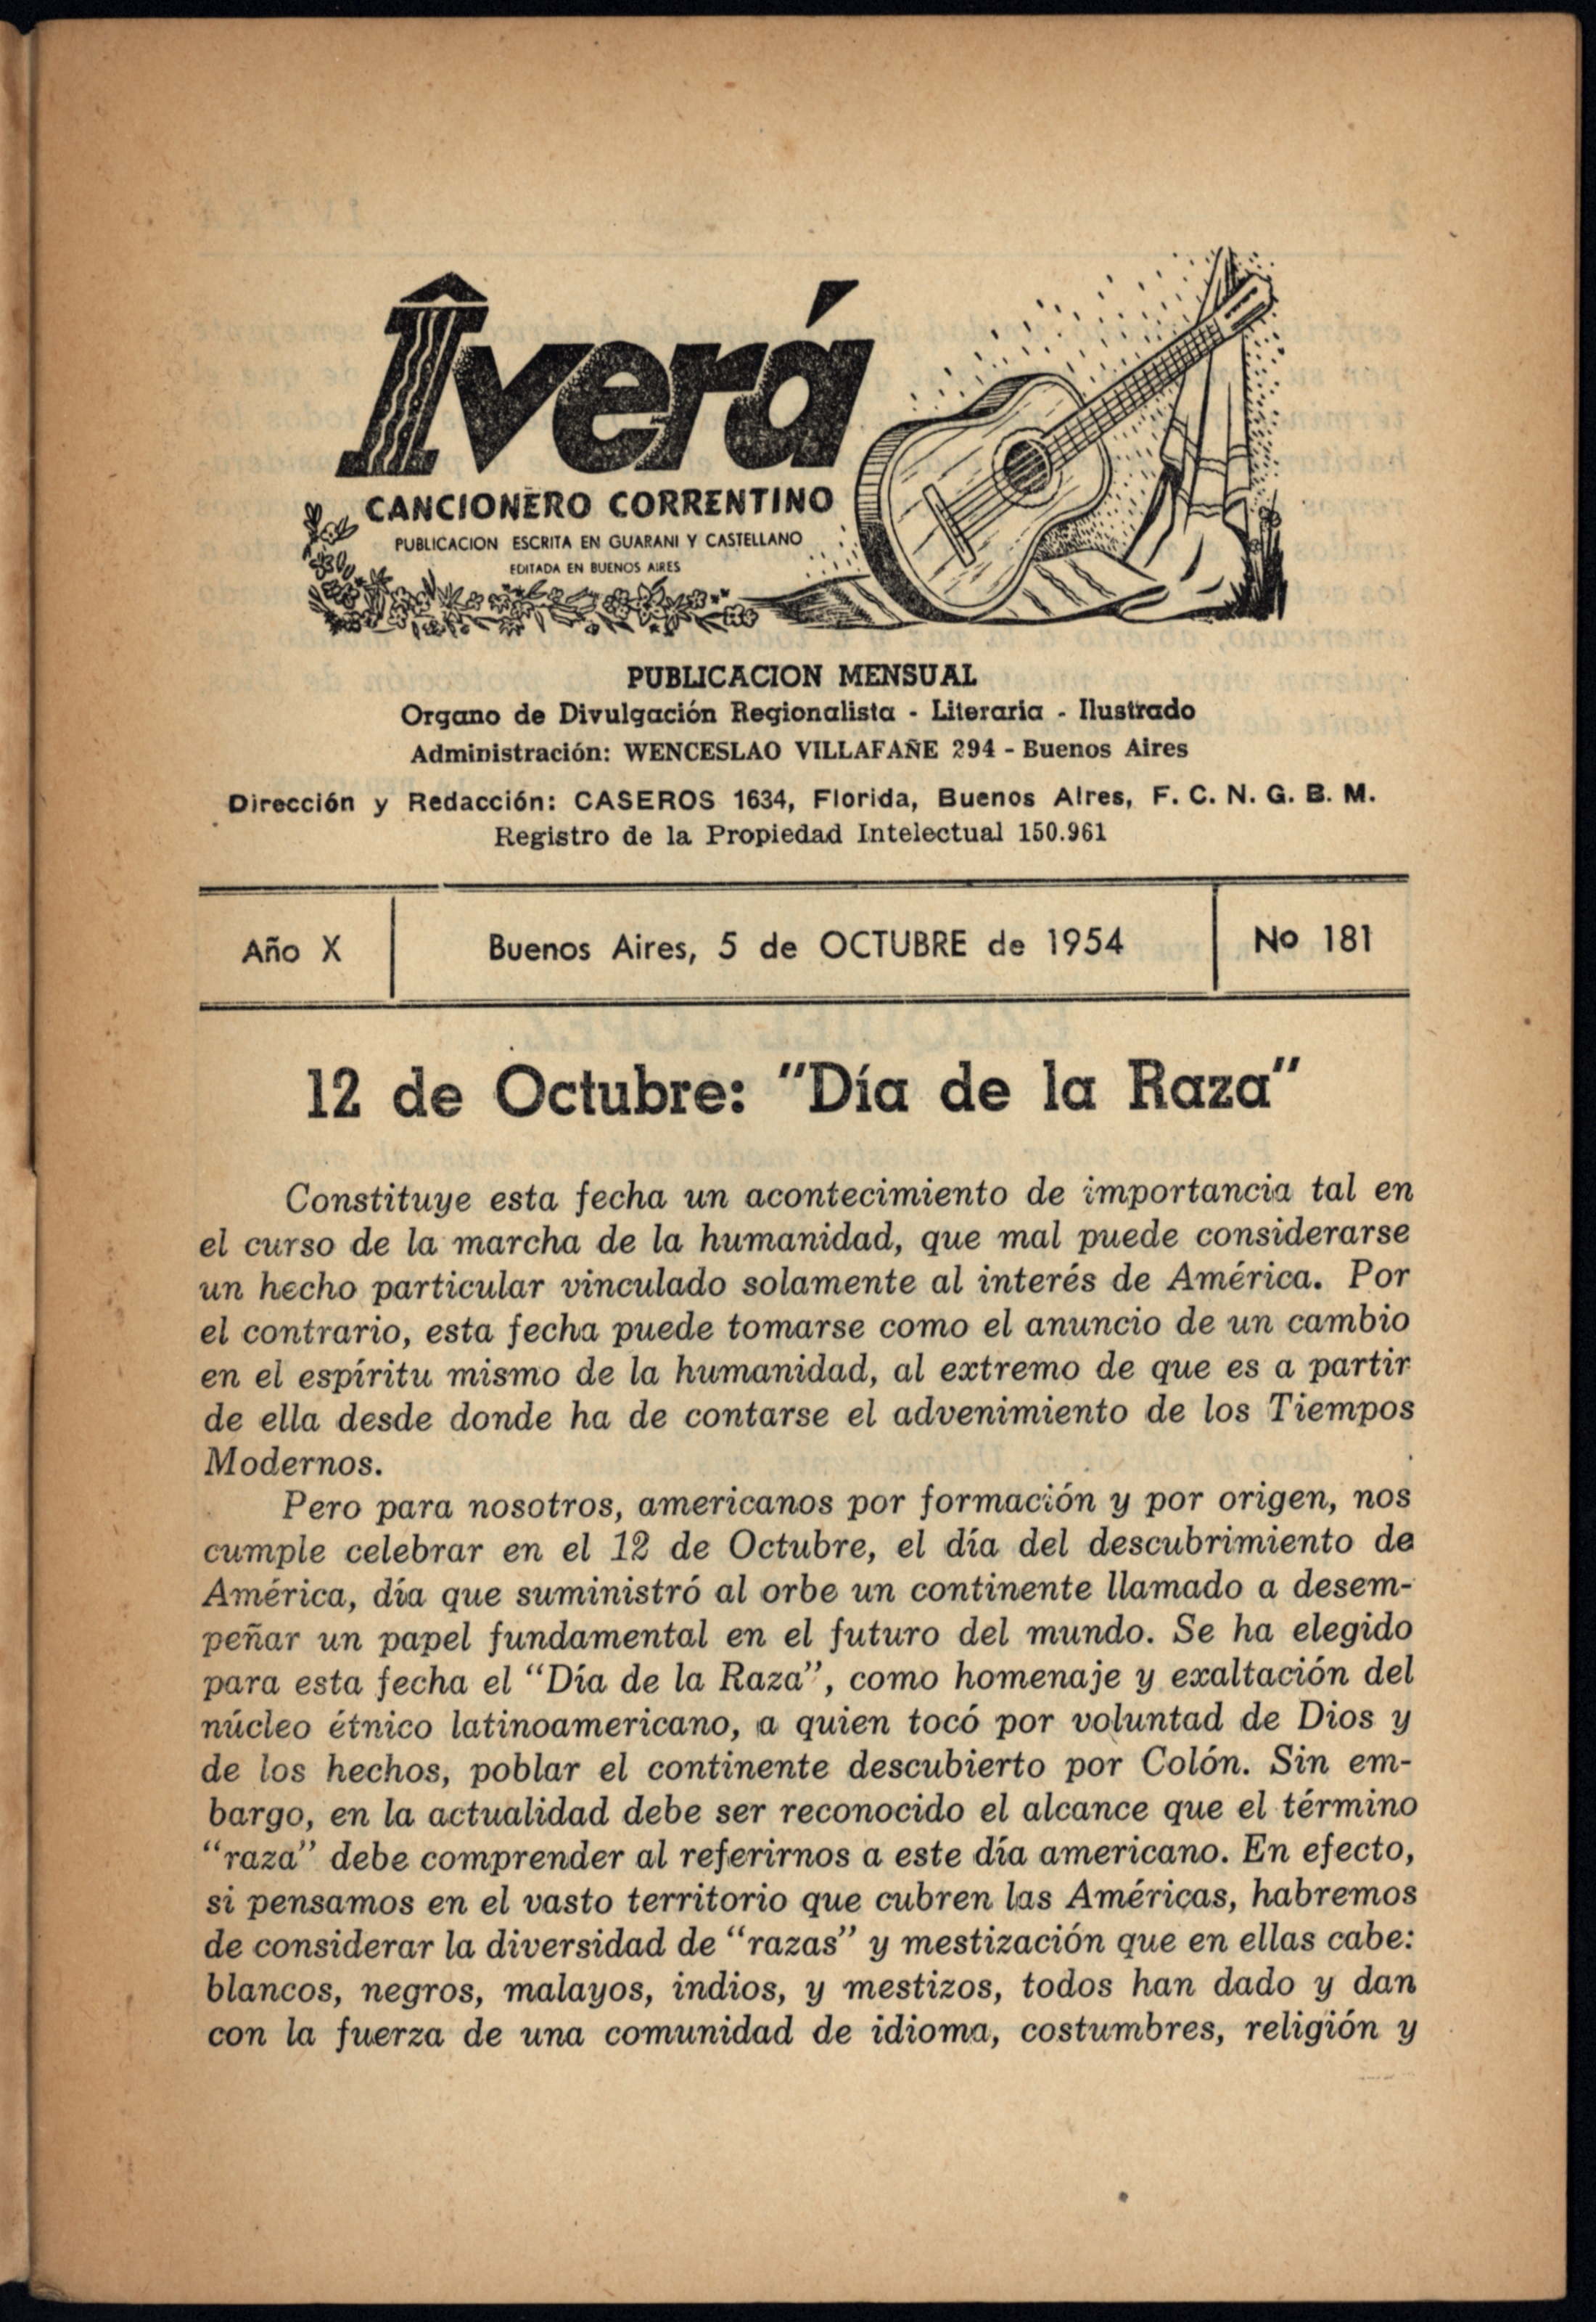 Îverá
CANCIONERO CORRENTINO
PUBLICACION ESCRITA EN GUARANI Y CASTELLANO
EDITADA EN BUENOS AIRES
PUBLICACION MENSUAL
Organo de Divulgación Regionalista - Literaria - Ilustrado
Administración: WENCESLAO VILLAFAÑE 294 - Buenos Aires
Dirección y Redacción: CASEROS 1634, Florida, Buenos Aires, F. C. N. G. B. M.
Registro de la Propiedad Intelectual 150.961
Año X
Buenos Aires, 5 de OCTUBRE de 1954
No 181
12 de Octubre: "Día de la Raza"
Constituye esta fecha un acontecimiento de importancia tal en
el curso de la marcha de la humanidad, que mal puede considerarse
un hecho particular vinculado solamente al interés de América. Por
el contrario, esta fecha puede tomarse como el anuncio de un cambio
en el espíritu mismo de la humanidad, al extremo de que es a partir
de ella desde donde ha de contarse el advenimiento de los Tiempos
Modernos.
Pero para nosotros, americanos por formación y por origen, nos
cumple celebrar en el 12 de Octubre, el día del descubrimiento de
América, día que suministró al orbe un continente llamado a desem-
peñar un papel fundamental en el futuro del mundo. Se ha elegido
para esta fecha el "Día de la Raza", como homenaje y exaltación del
núcleo étnico latinoamericano, a quien tocó por voluntad de Dios y
de los hechos, poblar el continente descubierto por Colón. Sin em-
bargo, en la actualidad debe ser reconocido el alcance que el término
"raza" debe comprender al referirnos a este día americano. En efecto,
si pensamos en el vasto territorio que cubren las Américas, habremos
de considerar la diversidad de "razas" y mestización que en ellas cabe:
blancos, negros, malayos, indios, y mestizos, todos han dado y dan
con la fuerza de una comunidad de idioma, costumbres, religión y